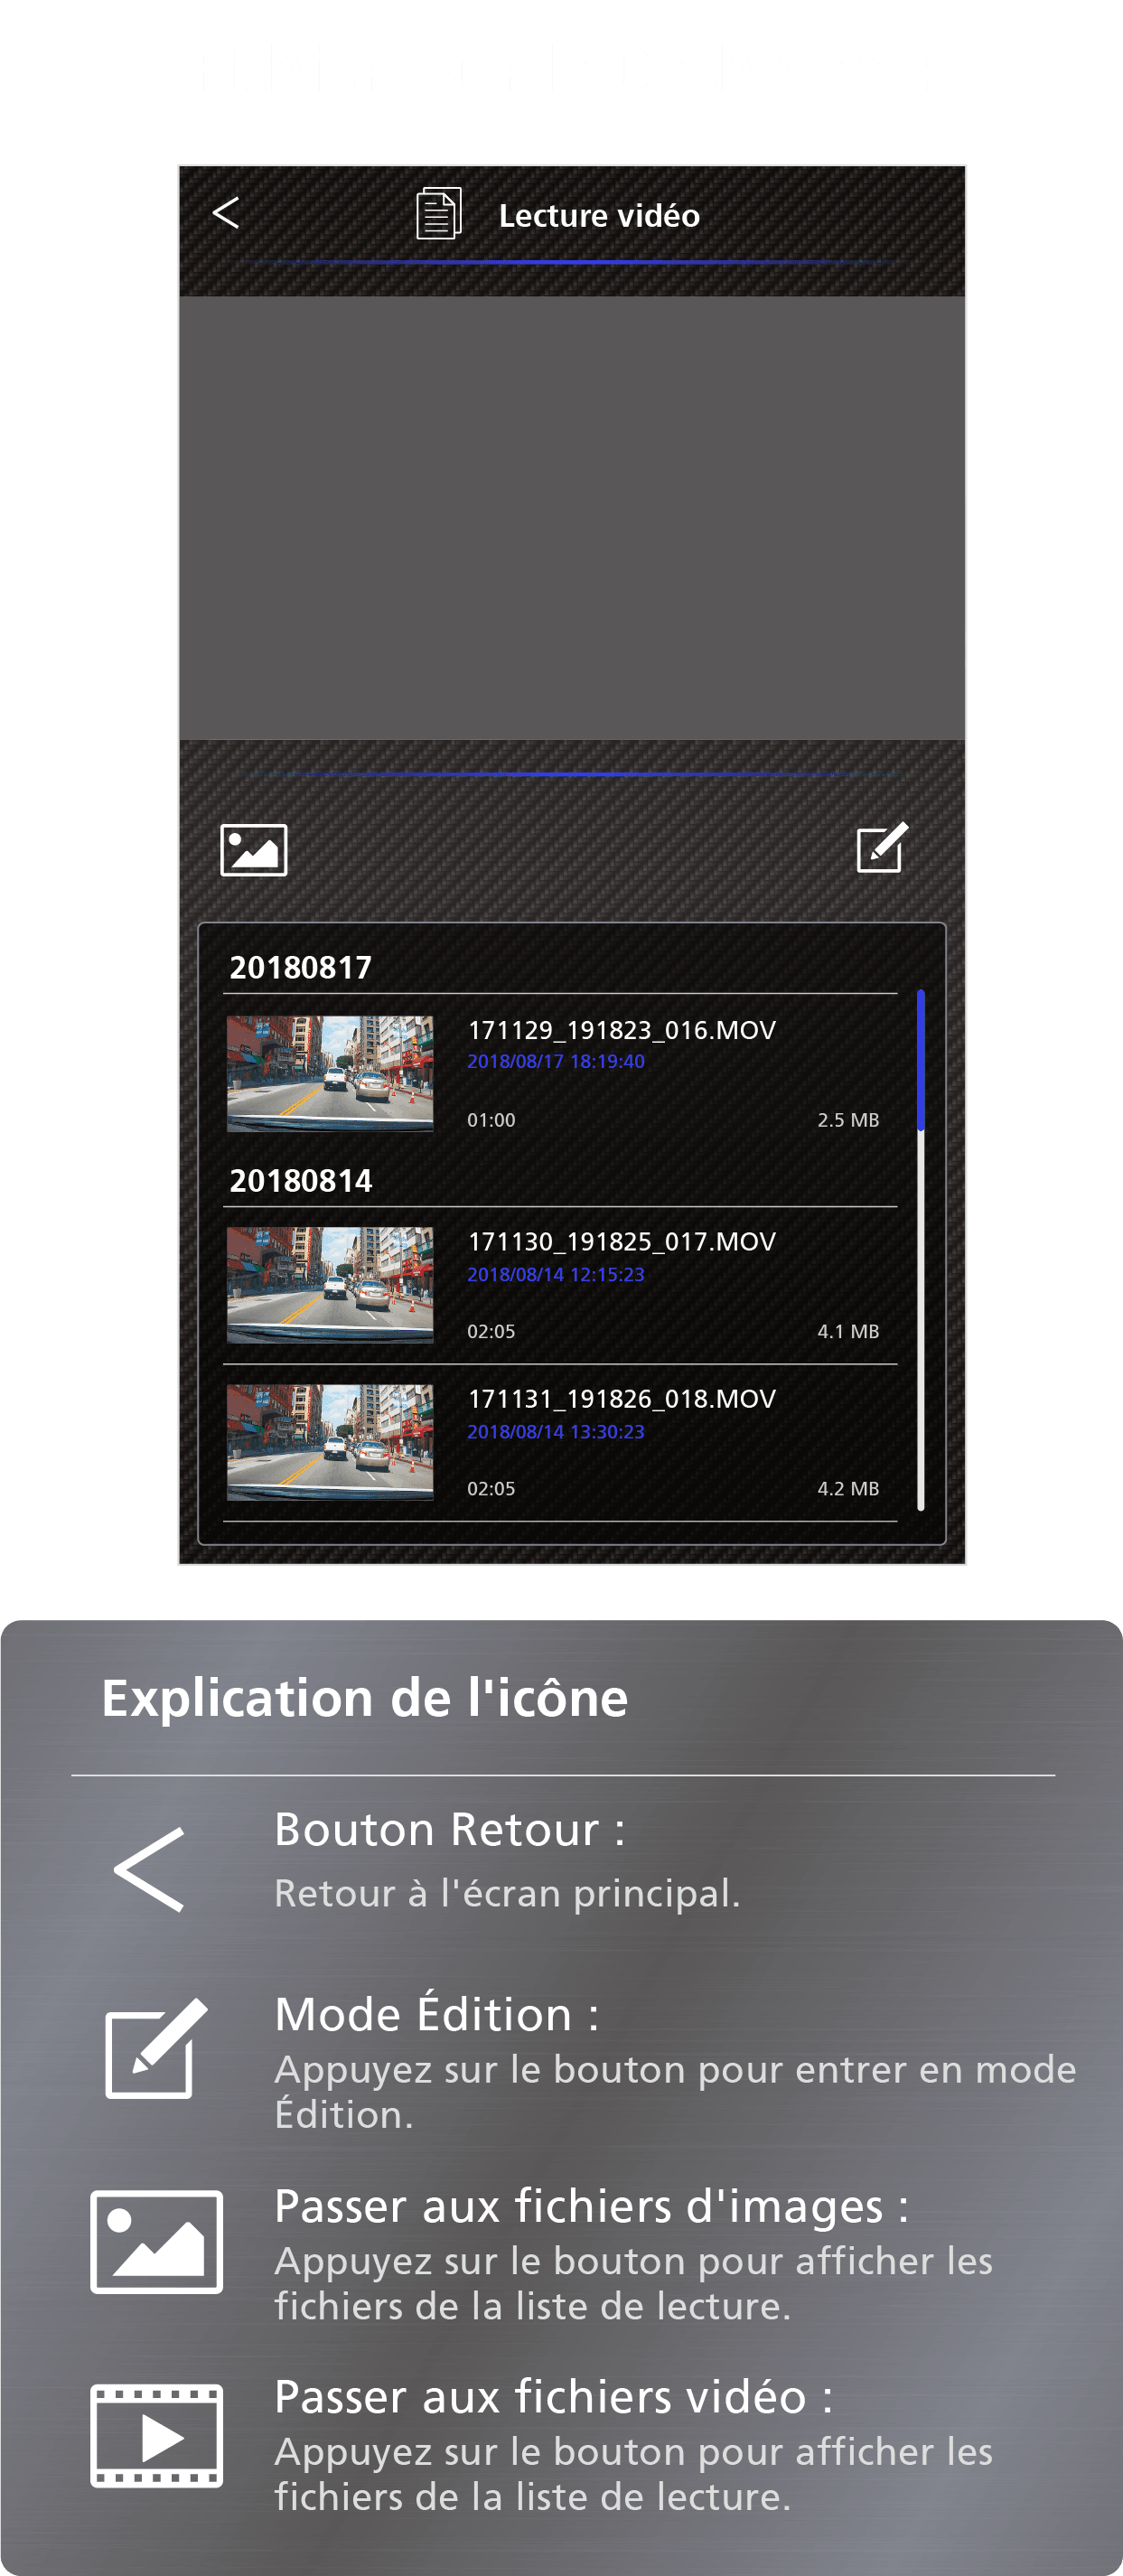 Lecture vidéo
20180817
171129_191823_016.MOV
2018/08/17 18:19:40
01:00 2.5 MB
20180814
171130_191825_017.MOV
2018/08/14 12:15:23
02:05 4.1 MB
171131_191826_018.MOV
2018/08/14 13:30:23
02:05 4.2 MB
Explication de l'icône
Bouton Retour :
Retour à l'écran principal.
Mode Édition :
Appuyez sur le bouton pour entrer en mode
Édition.
Passer aux fichiers d'images :
Appuyez sur le bouton pour afficher les
fichiers de la liste de lecture.
Passer aux fichiers vidéo :
Appuyez sur le bouton pour afficher les
fichiers de la liste de lecture.